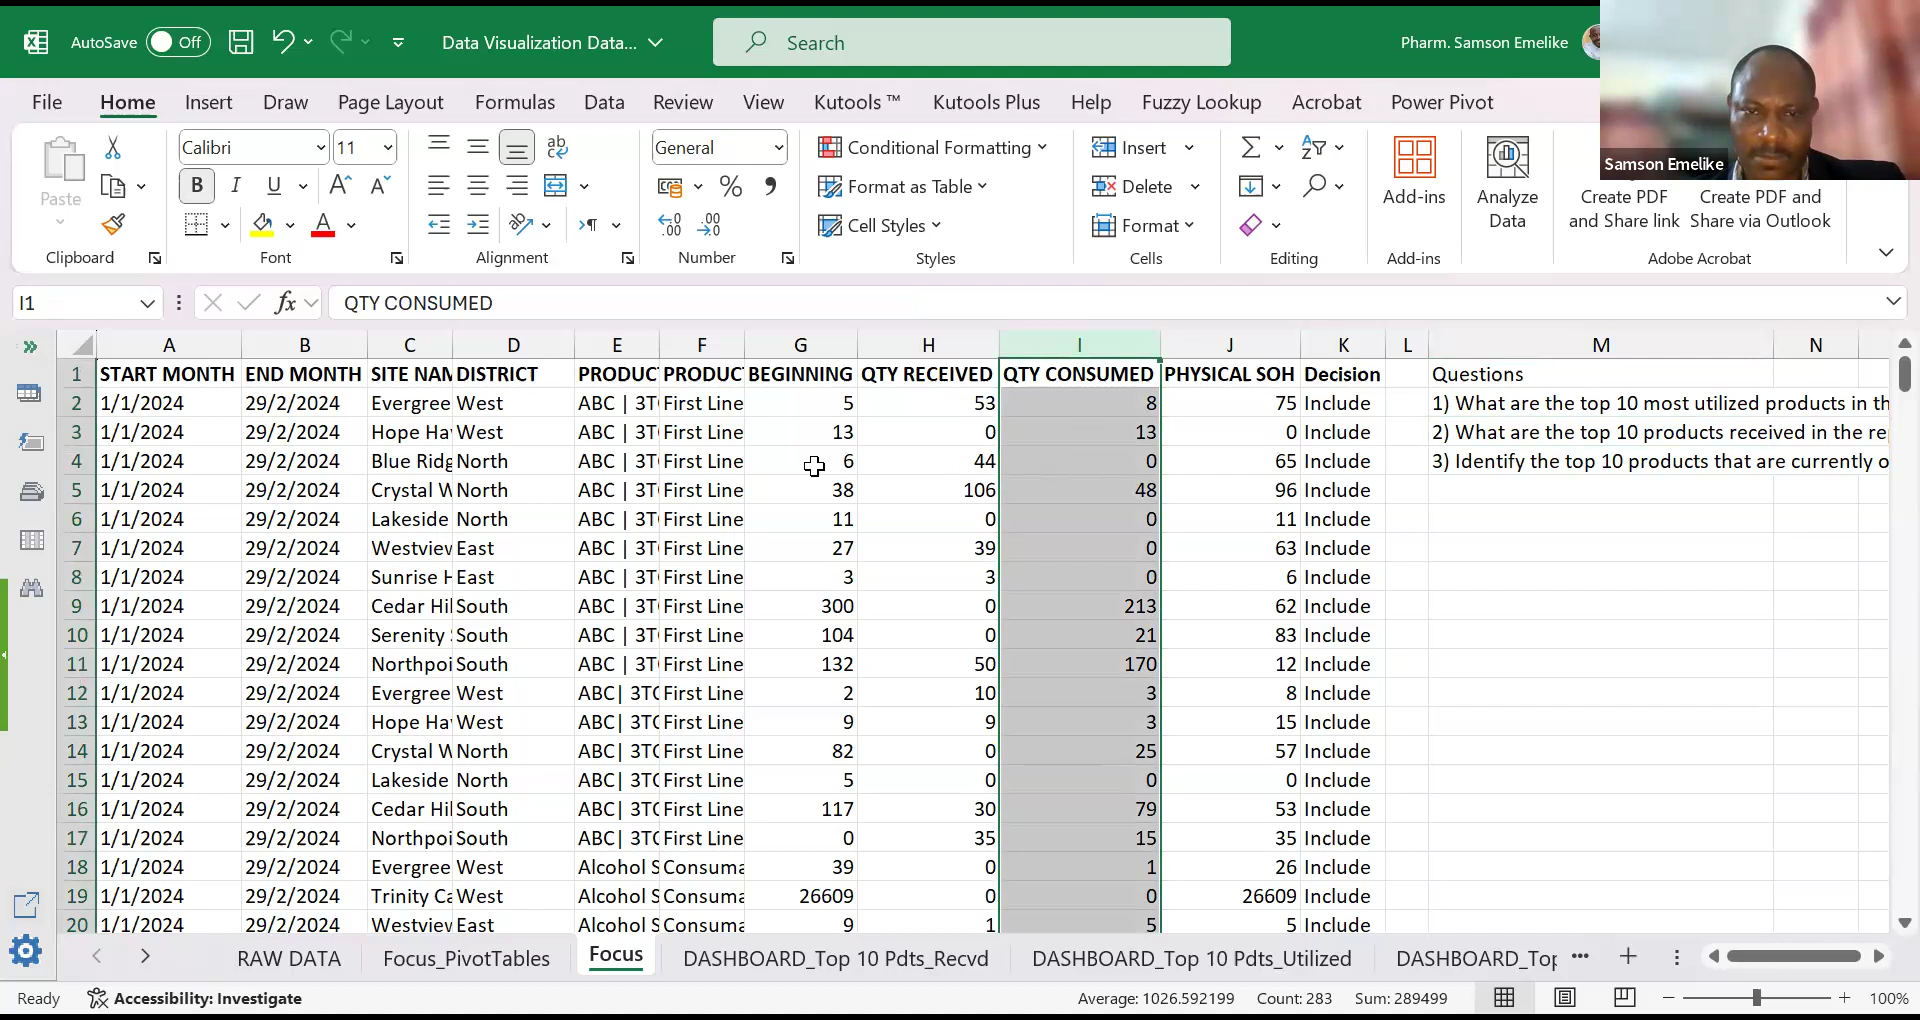 AutoSave Off Data Visualization Data... Search Pharm. Samson Emelike
File Home Insert Draw Page Layout Formulas Data Review View Kutools ™ Kutools Plus Help Fuzzy Lookup Acrobat Power Pivot
Samson Emelike
Paste Calibri 11 General Conditional Formatting Format as Table Cell Styles Insert Delete Format Add-ins Analyze Data Create PDF and Share link Create PDF and Share via Outlook
Clipboard Font Alignment Number Styles Cells Editing Add-ins Adobe Acrobat
I1 fx QTY CONSUMED
A B C D E F G H I J K L M N
1 START MONTH END MONTH SITE NAM DISTRICT PRODUC PRODUC BEGINNING QTY RECEIVED QTY CONSUMED PHYSICAL SOH Decision Questions
2 1/1/2024 29/2/2024 Evergree West ABC | 3T First Line 5 53 8 75 Include 1) What are the top 10 most utilized products in th
3 1/1/2024 29/2/2024 Hope Ha West ABC | 3T First Line 13 0 13 0 Include 2) What are the top 10 products received in the re
4 1/1/2024 29/2/2024 Blue Ridg North ABC | 3T First Line 6 44 0 65 Include 3) Identify the top 10 products that are currently o
5 1/1/2024 29/2/2024 Crystal W North ABC | 3T First Line 38 106 48 96 Include
6 1/1/2024 29/2/2024 Lakeside North ABC | 3T First Line 11 0 0 11 Include
7 1/1/2024 29/2/2024 Westview East ABC | 3T First Line 27 39 0 63 Include
8 1/1/2024 29/2/2024 Sunrise H East ABC | 3T First Line 3 3 0 6 Include
9 1/1/2024 29/2/2024 Cedar Hil South ABC | 3T First Line 300 0 213 62 Include
10 1/1/2024 29/2/2024 Serenity South ABC | 3T First Line 104 0 21 83 Include
11 1/1/2024 29/2/2024 Northpoi South ABC | 3T First Line 132 50 170 12 Include
12 1/1/2024 29/2/2024 Evergree West ABC| 3TC First Line 2 10 3 8 Include
13 1/1/2024 29/2/2024 Hope Ha West ABC| 3TC First Line 9 9 3 15 Include
14 1/1/2024 29/2/2024 Crystal W North ABC| 3TC First Line 82 0 25 57 Include
15 1/1/2024 29/2/2024 Lakeside North ABC| 3TC First Line 5 0 0 0 Include
16 1/1/2024 29/2/2024 Cedar Hil South ABC| 3TC First Line 117 30 79 53 Include
17 1/1/2024 29/2/2024 Northpoi South ABC| 3TC First Line 0 35 15 35 Include
18 1/1/2024 29/2/2024 Evergree West Alcohol S Consuma 39 0 1 26 Include
19 1/1/2024 29/2/2024 Trinity Ca West Alcohol S Consuma 26609 0 0 26609 Include
20 1/1/2024 29/2/2024 Westview East Alcohol S Consuma 9 1 5 5 Include
RAW DATA Focus_PivotTables Focus DASHBOARD_Top 10 Pdts_Recvd DASHBOARD_Top 10 Pdts_Utilized DASHBOARD_Top
Ready Accessibility: Investigate Average: 1026.592199 Count: 283 Sum: 289499 100%